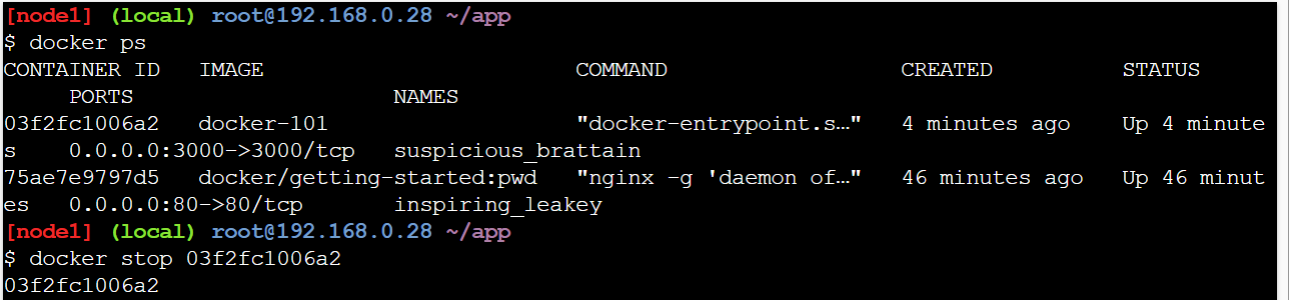 [node1] (local) root@192.168.0.28 ~/app
$ docker ps
CONTAINER ID   IMAGE                        COMMAND                  CREATED          STATUS
     PORTS                    NAMES
03f2fc1006a2   docker-101                   "docker-entrypoint.s…"   4 minutes ago    Up 4 minute
s    0.0.0.0:3000->3000/tcp   suspicious_brattain
75ae7e9797d5   docker/getting-started:pwd   "nginx -g 'daemon of…"   46 minutes ago   Up 46 minut
es   0.0.0.0:80->80/tcp       inspiring_leakey
[node1] (local) root@192.168.0.28 ~/app
$ docker stop 03f2fc1006a2
03f2fc1006a2